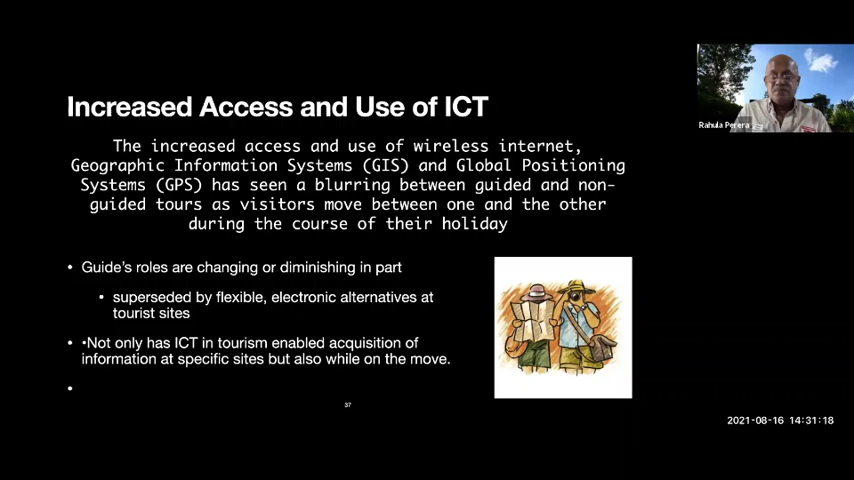 Increased Access and Use of ICT
The increased access and use of wireless internet,
Geographic Information Systems (GIS) and Global Positioning
Systems (GPS) has seen a blurring between guided and non-
guided tours as visitors move between one and the other
during the course of their holiday
• Guide's roles are changing or diminishing in part
• superseded by flexible, electronic alternatives at
tourist sites
• •Not only has ICT in tourism enabled acquisition of
information at specific sites but also while on the move.
•
37
Rahula Perera
2021-08-16 14:31:18